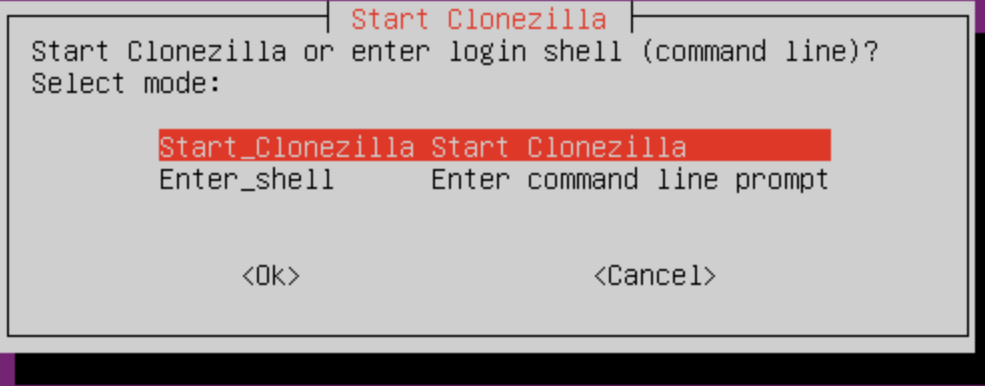 Start Clonezilla
Start Clonezilla or enter login shell (command line)?
Select mode:
Start_Clonezilla Start Clonezilla
Enter_shell Enter command line prompt
<Ok> <Cancel>